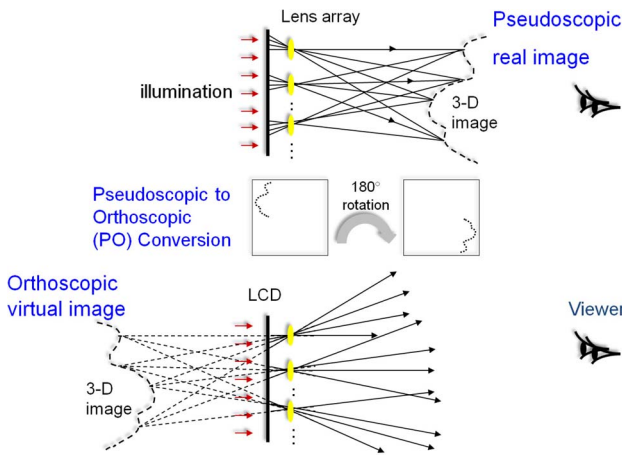 Lens array
Pseudoscopic
real image
illumination
3-D
image
Pseudoscopic to
Orthoscopic
(PO) Conversion
180°
rotation
Orthoscopic
virtual image
LCD
Viewer
3-D
image